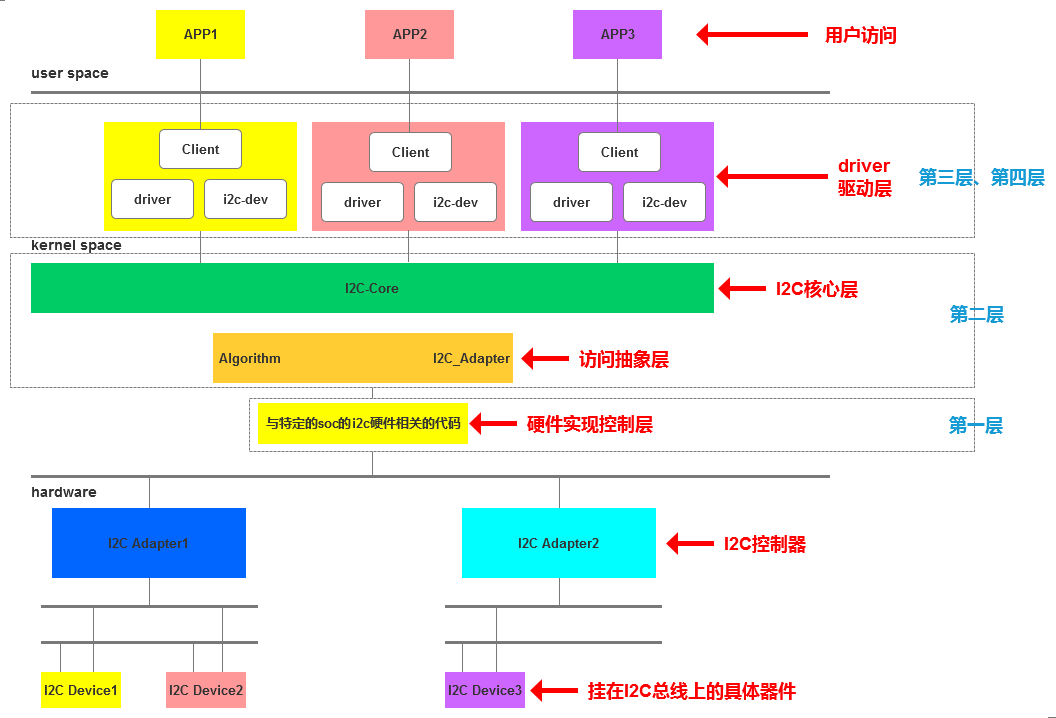 APP1
APP2
APP3
用户访问
user space
Client
Client
Client
driver
i2c-dev
driver
i2c-dev
driver
i2c-dev
driver
驱动层
第三层、第四层
kernel space
I2C-Core
I2C核心层
第二层
Algorithm
I2C_Adapter
访问抽象层
与特定的soc的i2c硬件相关的代码
硬件实现控制层
第一层
hardware
I2C Adapter1
I2C Adapter2
I2C控制器
I2C Device1
I2C Device2
I2C Device3
挂在I2C总线上的具体器件